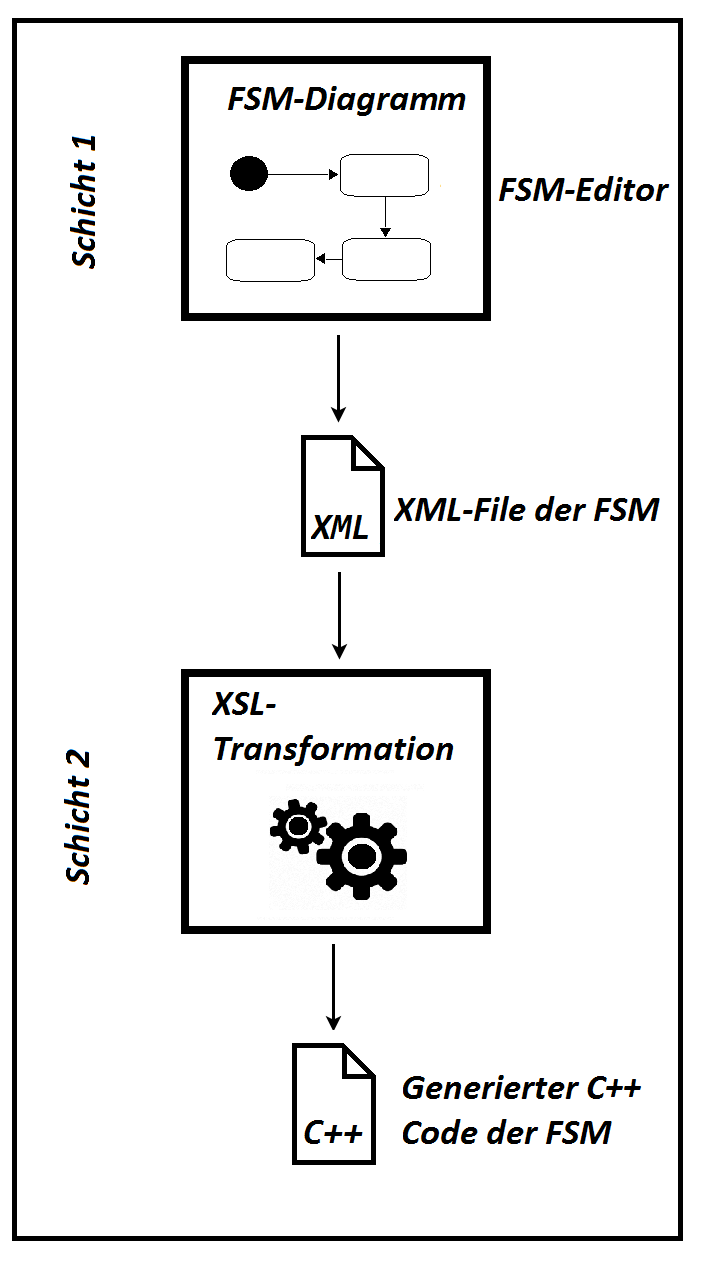 FSM-Diagramm
Schicht 1
FSM-Editor
XML
XML-File der FSM
XSL-
Transformation
Schicht 2
C++
Generierter C++
Code der FSM